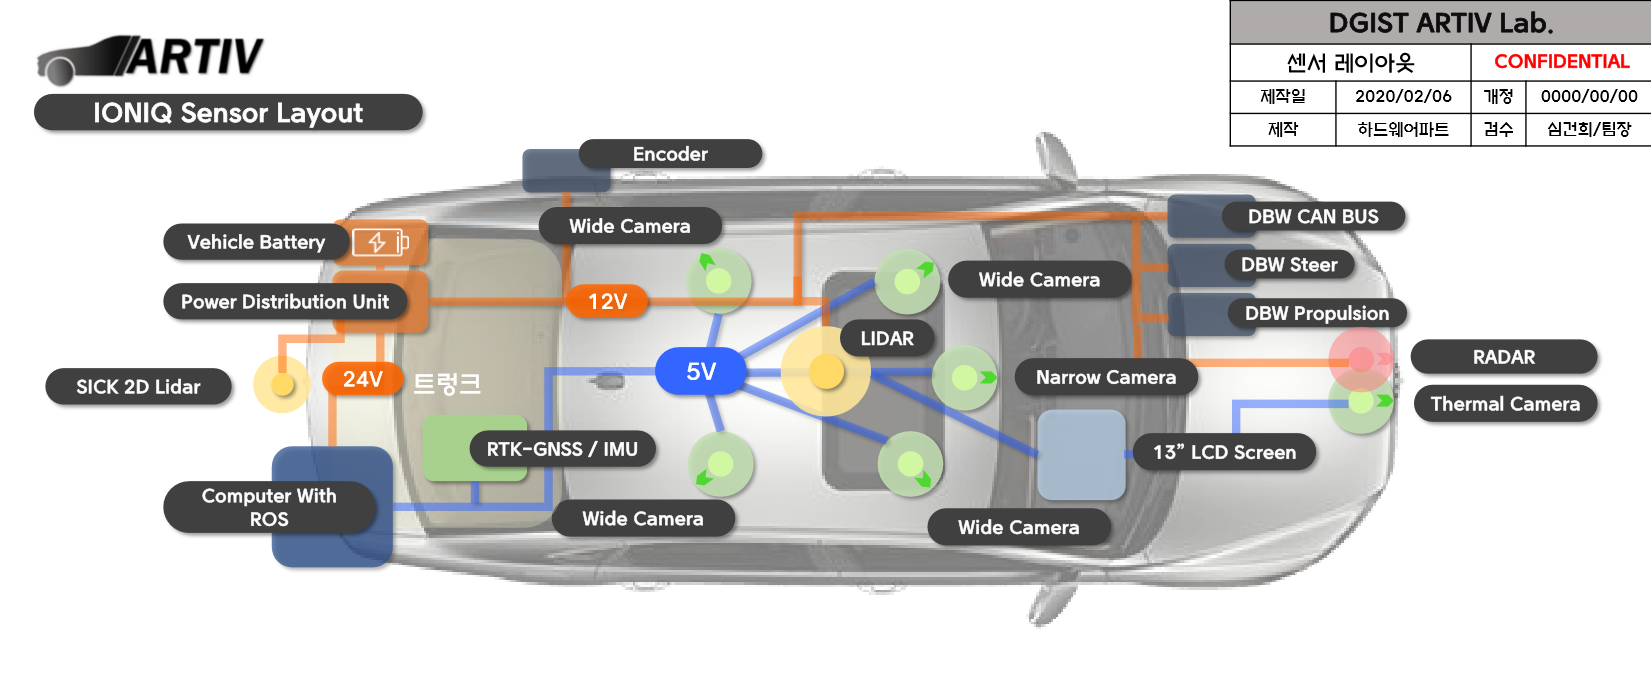 ARTIV
IONIQ Sensor Layout
DGIST ARTIV Lab.
센서 레이아웃
CONFIDENTIAL
제작일
2020/02/06
개정
0000/00/00
제작
하드웨어파트
검수
심건희/팀장
Encoder
Wide Camera
Vehicle Battery
Power Distribution Unit
12V
Wide Camera
DBW CAN BUS
DBW Steer
DBW Propulsion
LIDAR
RADAR
SICK 2D Lidar
24V
트렁크
5V
Narrow Camera
Thermal Camera
RTK-GNSS / IMU
13” LCD Screen
Computer With
ROS
Wide Camera
Wide Camera